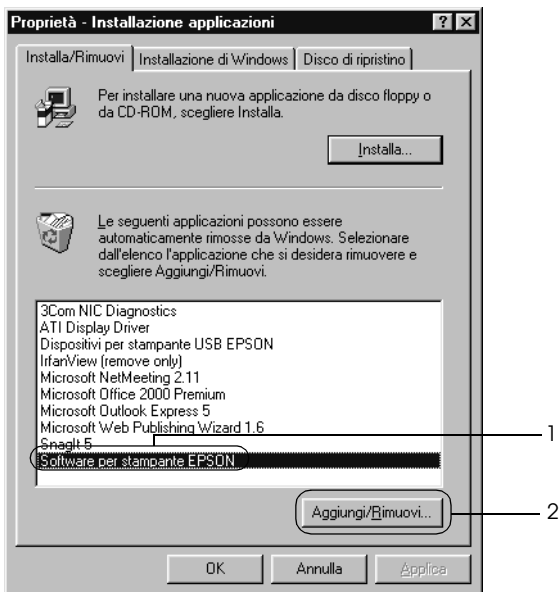 Proprietà - Installazione applicazioni
Installa/Rimuovi
Installazione di Windows
Disco di ripristino
Per installare una nuova applicazione da disco floppy o
da CD-ROM, scegliere Installa.
Installa...
Le seguenti applicazioni possono essere
automaticamente rimosse da Windows. Selezionare
dall'elenco l'applicazione che si desidera rimuovere e
scegliere Aggiungi/Rimuovi.
3Com NIC Diagnostics
ATI Display Driver
Dispositivi per stampante USB EPSON
IrfanView (remove only)
Microsoft NetMeeting 2.11
Microsoft Office 2000 Premium
Microsoft Outlook Express 5
Microsoft Web Publishing Wizard 1.6
SnagIt 5
1
Software per stampante EPSON
Aggiungi/Rimuovi...
2
OK
Annulla
Applica